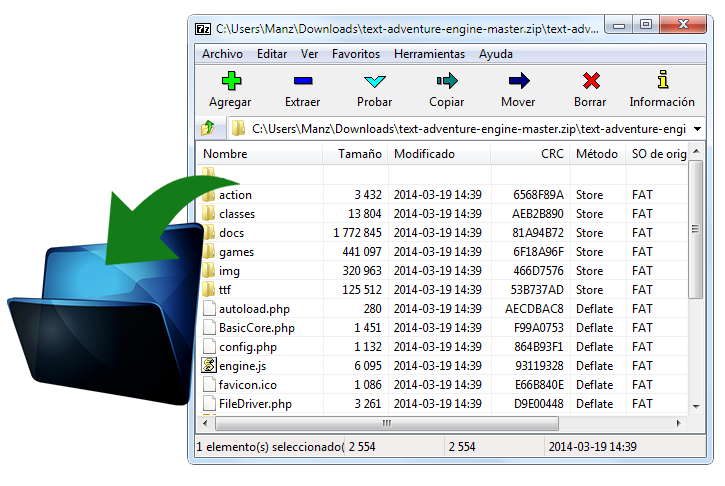 7z C:\Users\Manz\Downloads\text-adventure-engine-master.zip\text-adv...
Archivo Editar Ver Favoritos Herramientas Ayuda
Agregar Extraer Probar Copiar Mover Borrar Información
C:\Users\Manz\Downloads\text-adventure-engine-master.zip\text-adventure-engi
Nombre Tamaño Modificado CRC Método SO de orig
action 3 432 2014-03-19 14:39 6568F89A Store FAT
classes 13 804 2014-03-19 14:39 AEB2B890 Store FAT
docs 1 772 845 2014-03-19 14:39 81A94B72 Store FAT
games 441 097 2014-03-19 14:39 6F18A96F Store FAT
img 320 963 2014-03-19 14:39 466D7576 Store FAT
ttf 125 512 2014-03-19 14:39 53B737AD Store FAT
autoload.php 280 2014-03-19 14:39 AECDBAC8 Deflate FAT
BasicCore.php 1 451 2014-03-19 14:39 F99A0753 Deflate FAT
config.php 1 132 2014-03-19 14:39 864B93F1 Deflate FAT
engine.js 6 095 2014-03-19 14:39 93119328 Deflate FAT
favicon.ico 1 086 2014-03-19 14:39 E66B840E Deflate FAT
FileDriver.php 3 261 2014-03-19 14:39 D9E00448 Deflate FAT
1 elemento(s) seleccionado( 2 554 2 554 2014-03-19 14:39